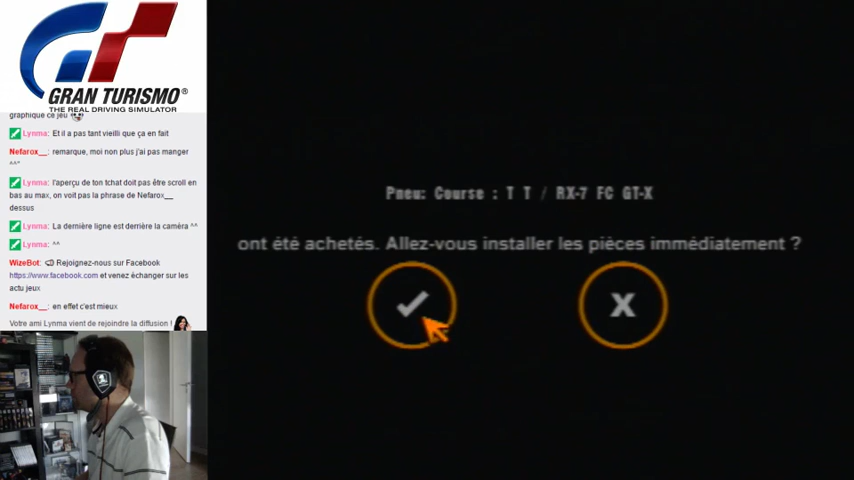 GRAN TURISMO®
THE REAL DRIVING SIMULATOR
graphique ce jeu
Lynma: Et il a pas tant vieilli que ça en fait
Nefarox__: remarque, moi non plus j'ai pas manger
^^"
Lynma: l'aperçu de ton tchat doit pas être scroll en
bas au max, on voit pas la phrase de Nefarox__
dessus
Lynma: La dernière ligne est derrière la caméra ^^
Lynma: ^^
WizeBot: Rejoignez-nous sur Facebook
https://www.facebook.com et venez échanger sur les
actu jeux
Nefarox__: en effet c'est mieux
Votre ami Lynma vient de rejoindre la diffusion !
Pneu: Course : T T / RX-7 FC GT-X
ont été achetés. Allez-vous installer les pièces immédiatement ?
X